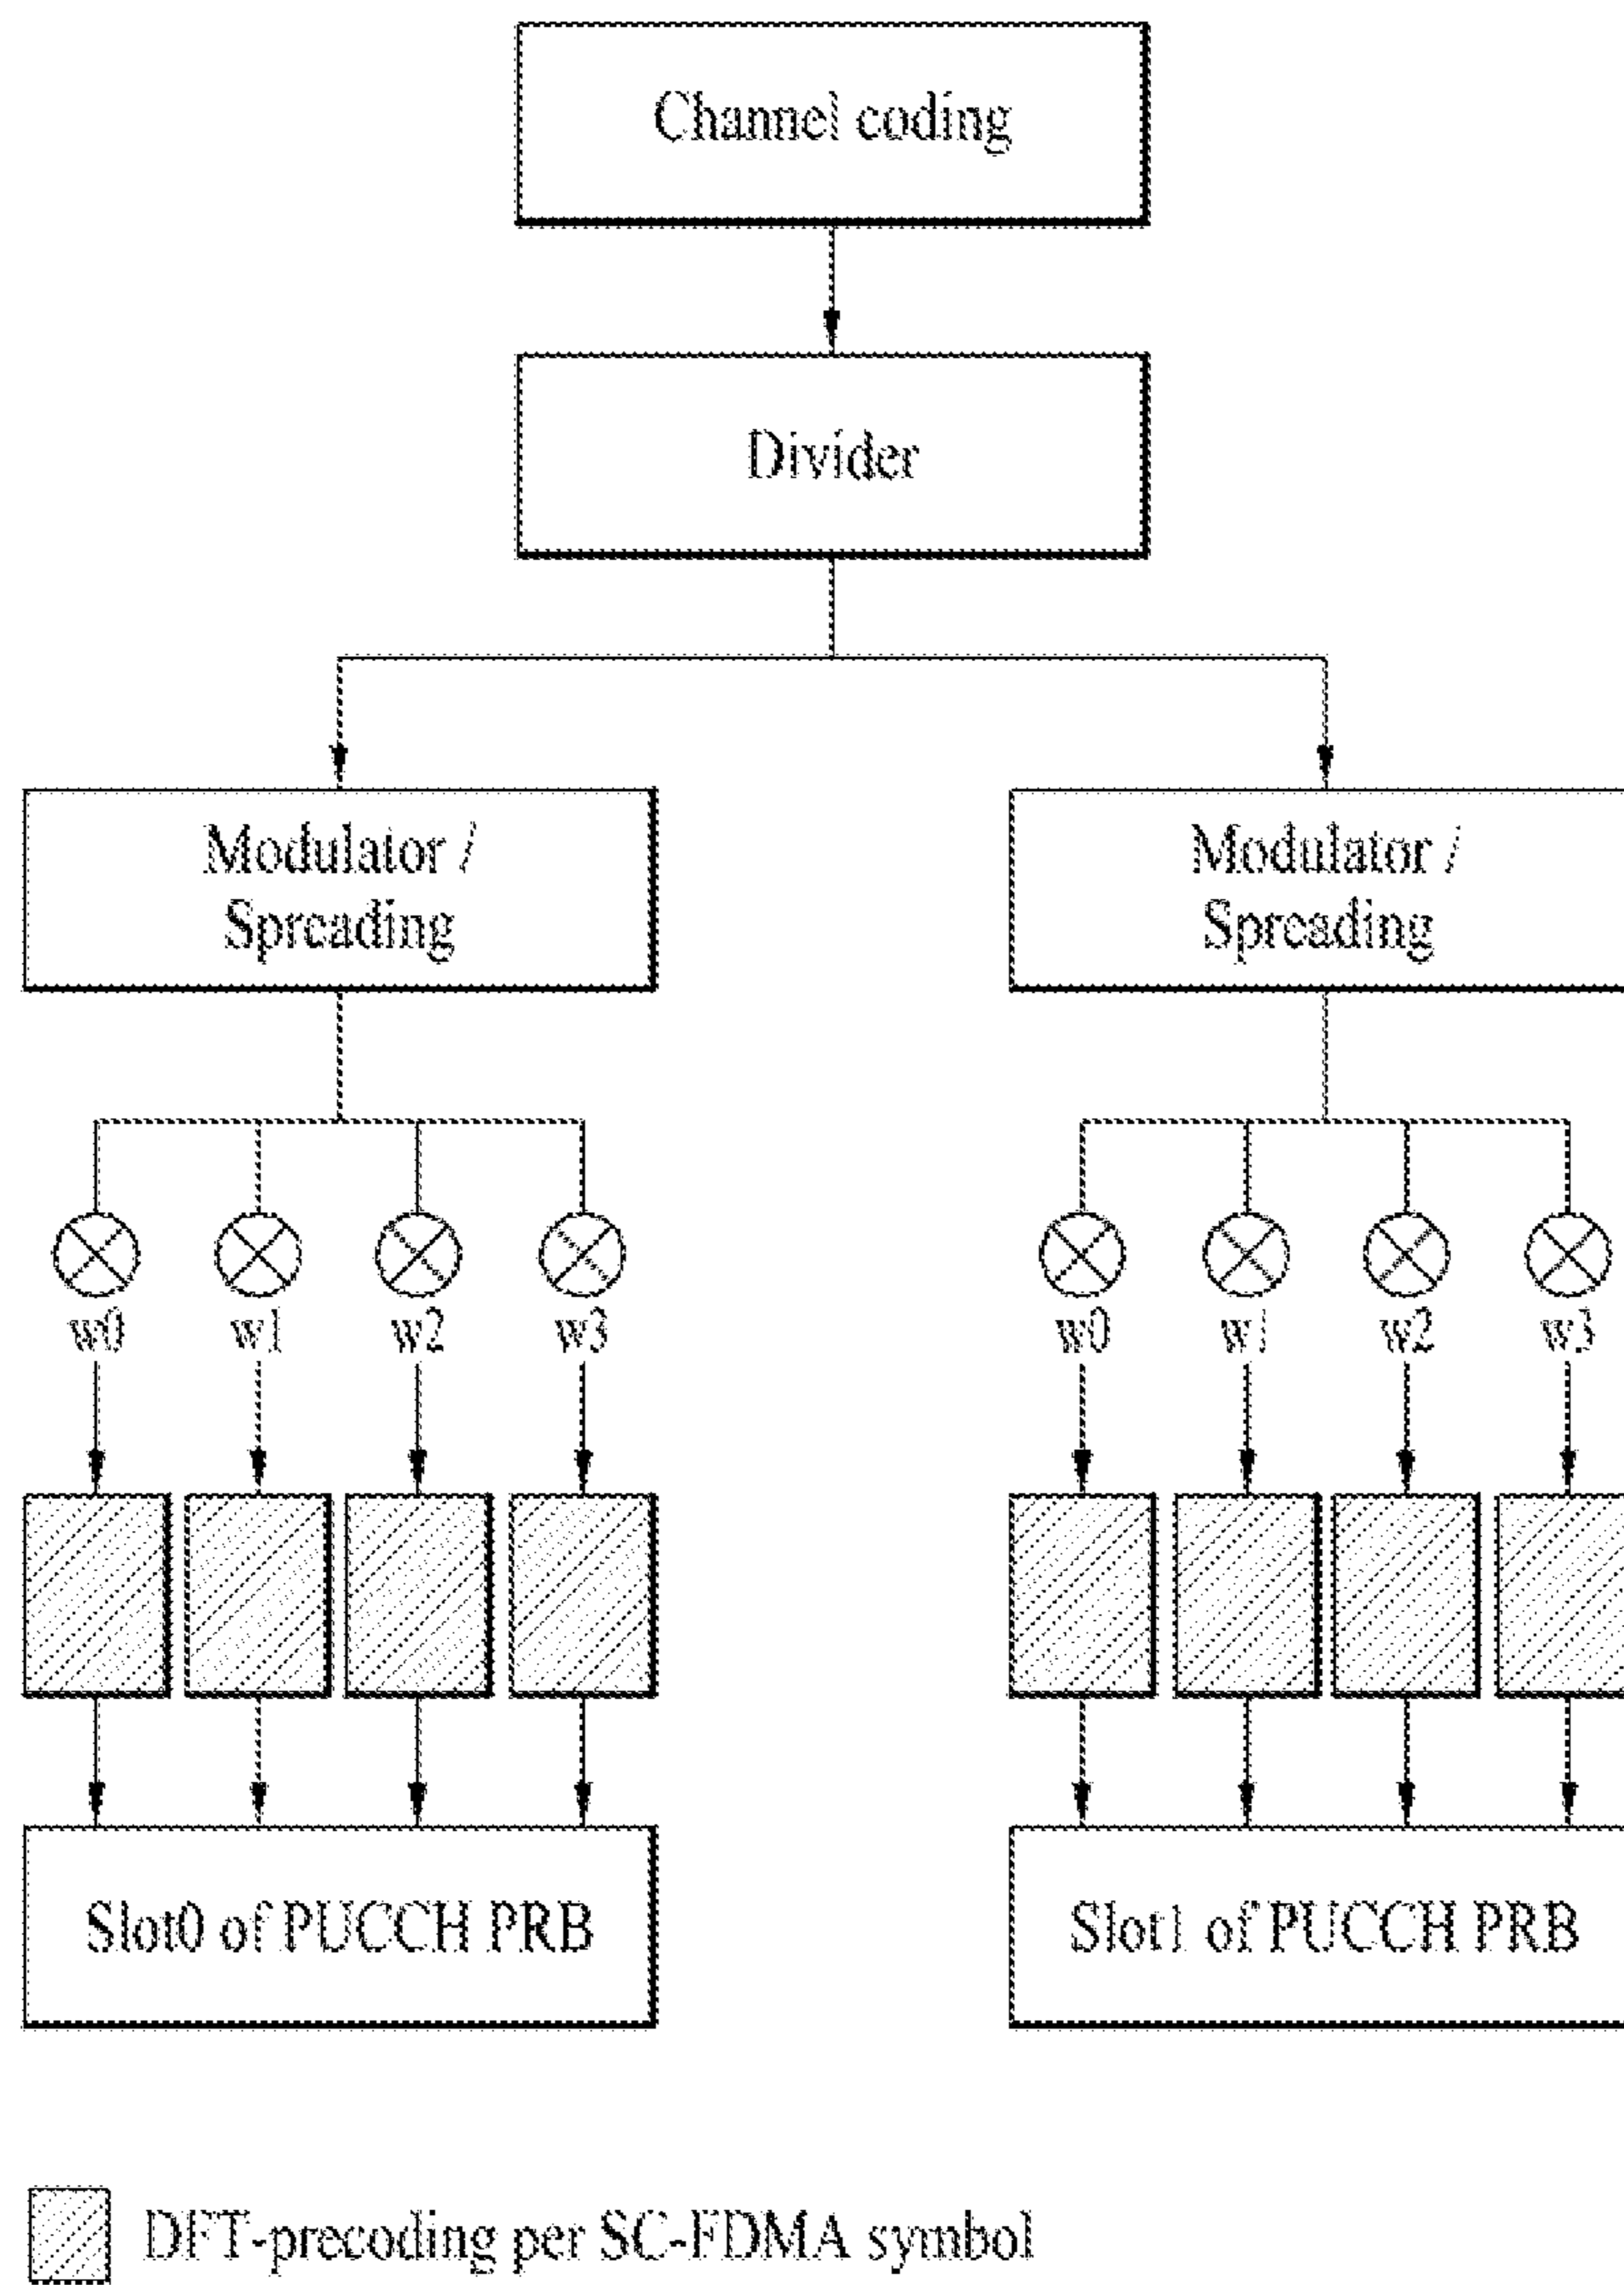 Channel coding
Divider
Modulator /
Spreading
Modulator /
Spreading
w0 w1 w2 w3
w0 w1 w2 w3
Slot0 of PUCCH PRB
Slot1 of PUCCH PRB
DFT-precoding per SC-FDMA symbol